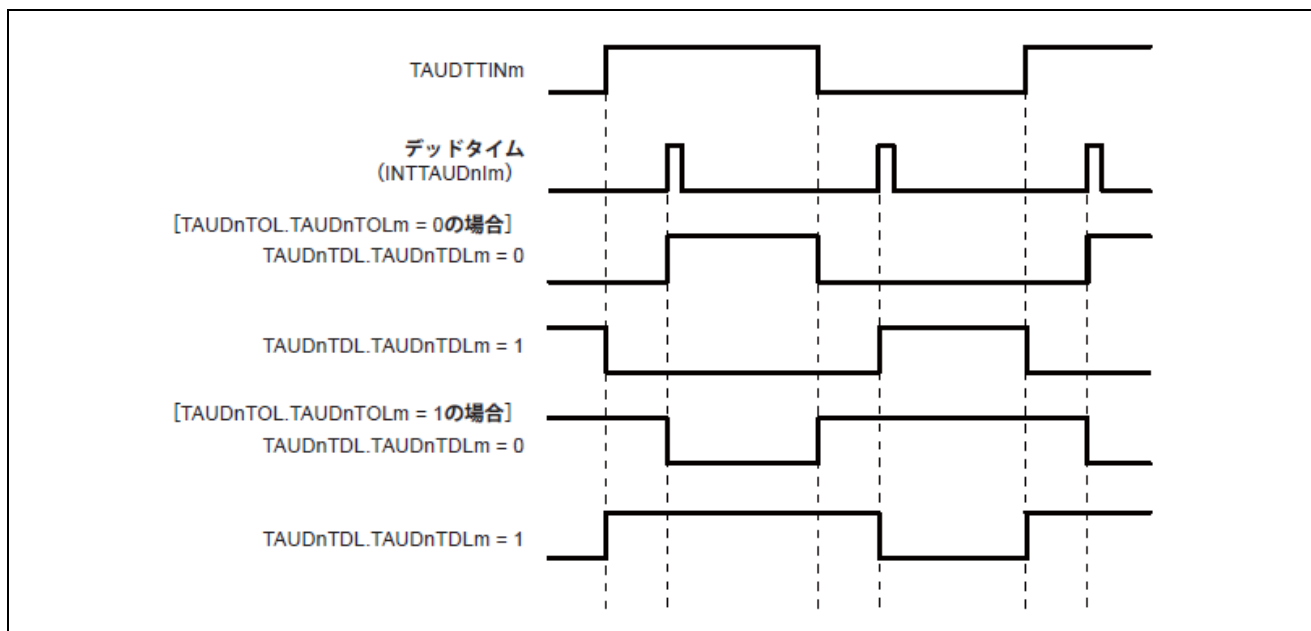 TAUDTTINm
デッドタイム
（INTTAUDnIm）
［TAUDnTOL.TAUDnTOLm = 0の場合］
TAUDnTDL.TAUDnTDLm = 0
TAUDnTDL.TAUDnTDLm = 1
［TAUDnTOL.TAUDnTOLm = 1の場合］
TAUDnTDL.TAUDnTDLm = 0
TAUDnTDL.TAUDnTDLm = 1